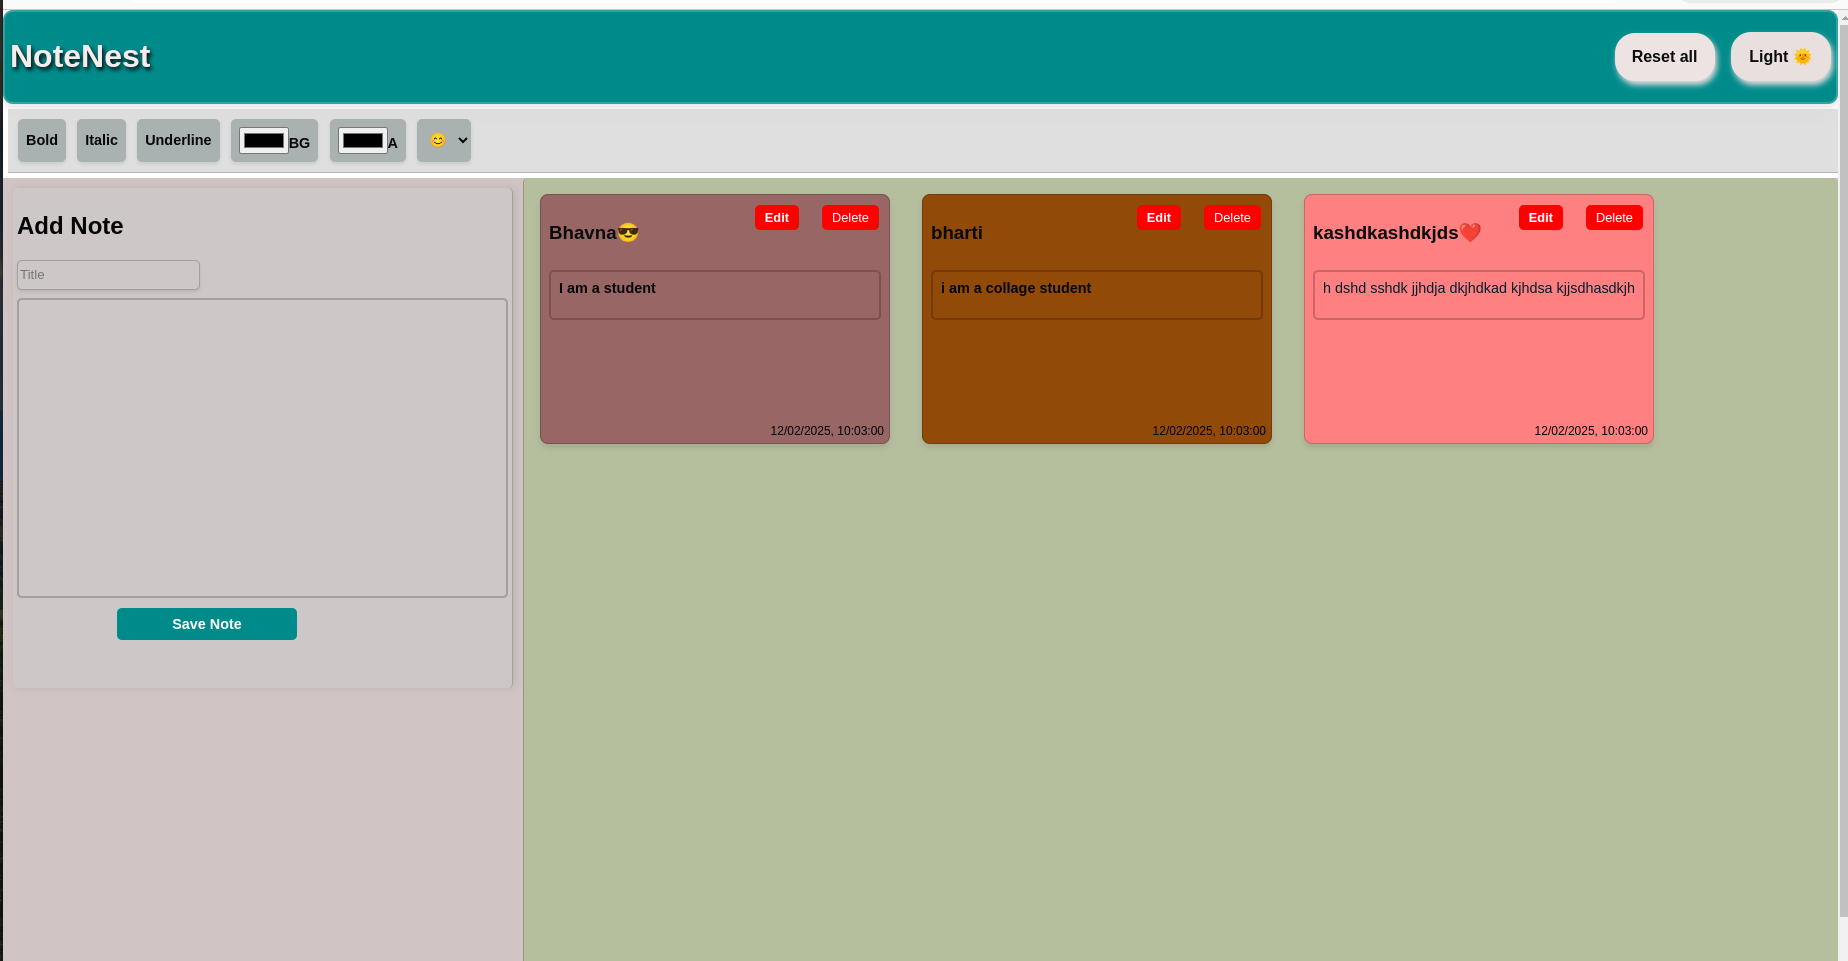 NoteNest
Reset all
Light 🌞
Bold
Italic
Underline
BG
A
😊
Add Note
Title
Save Note
Bhavna😎
Edit
Delete
I am a student
12/02/2025, 10:03:00
bharti
Edit
Delete
i am a collage student
12/02/2025, 10:03:00
kashdkashdkjds❤️
Edit
Delete
h dshd sshdk jjhdja dkjhdkad kjhdsa kjjsdhasdkjh
12/02/2025, 10:03:00